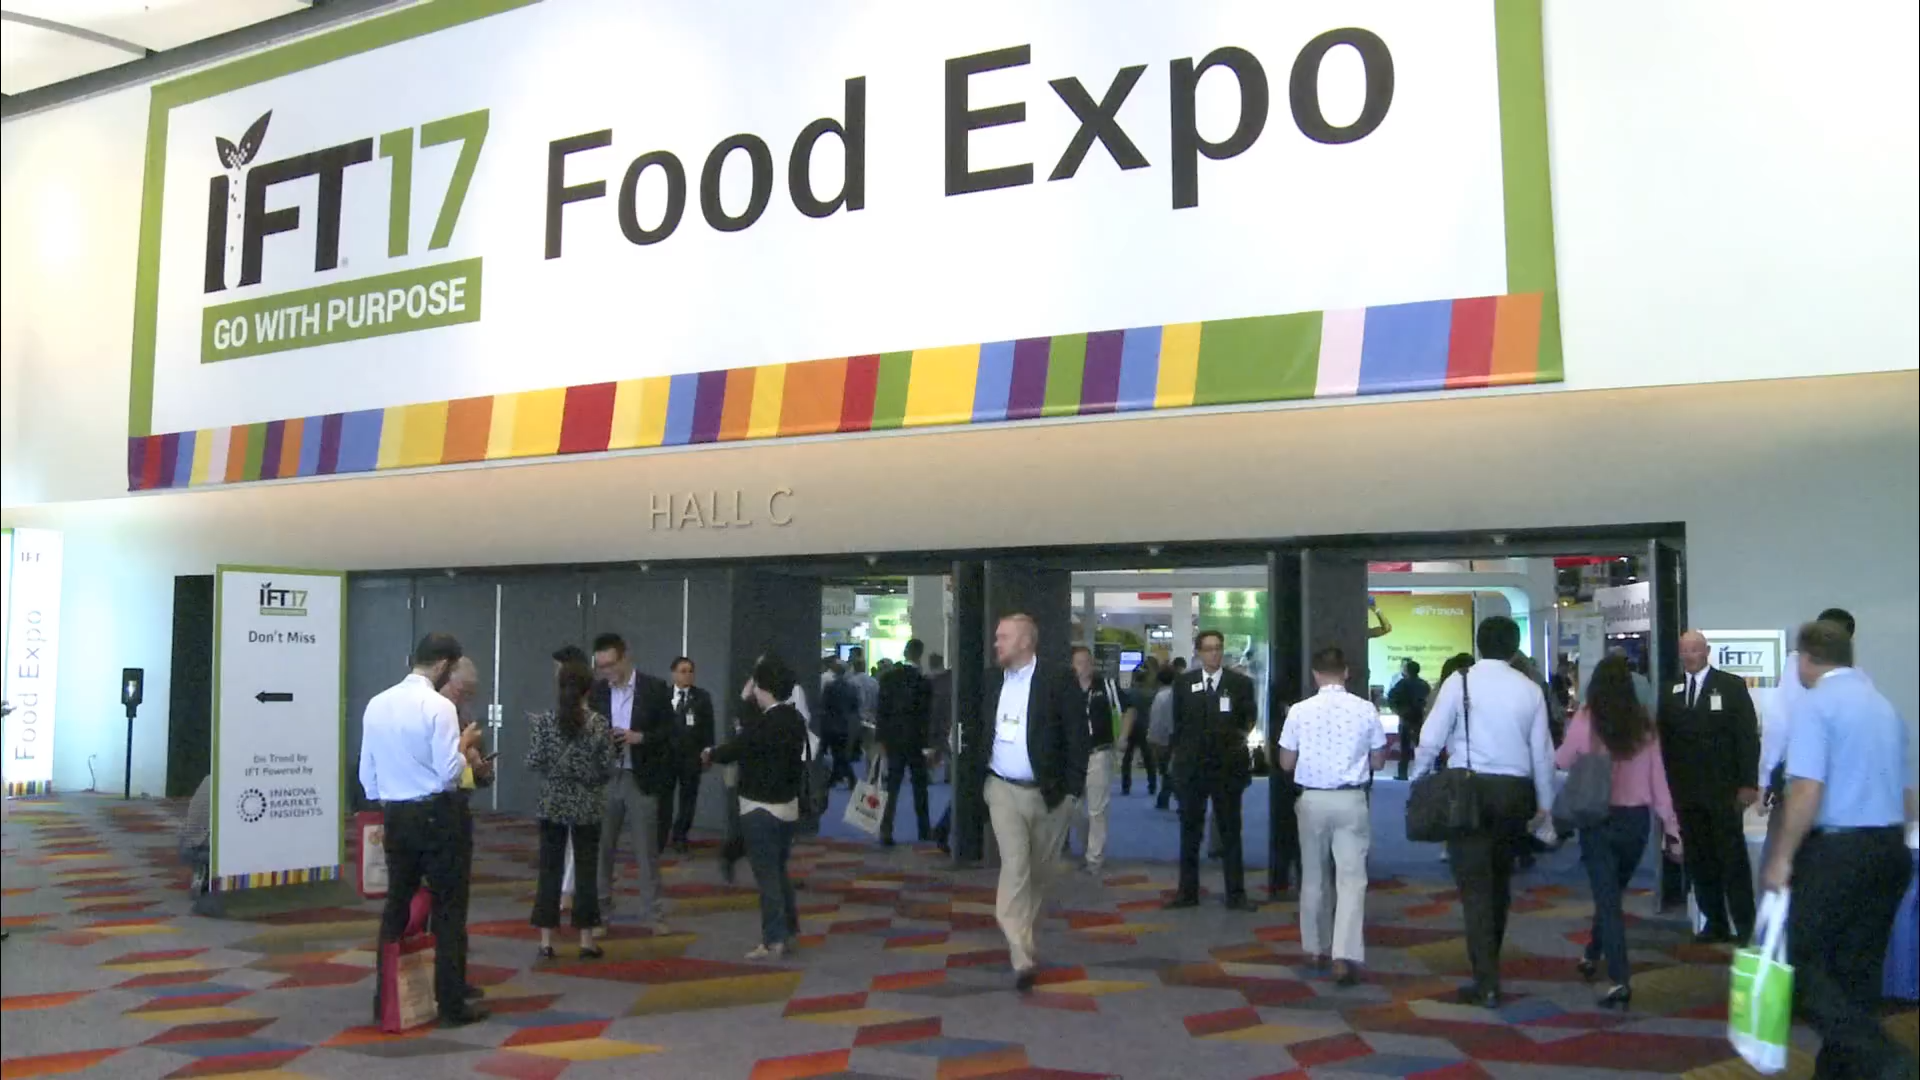 IFT17
GO WITH PURPOSE
Food Expo
HALL C
IFT
Food Expo
IFT17
Don't Miss
On Trend by
IFT Powered by
INNOVA
MARKET
INSIGHTS
IFT17